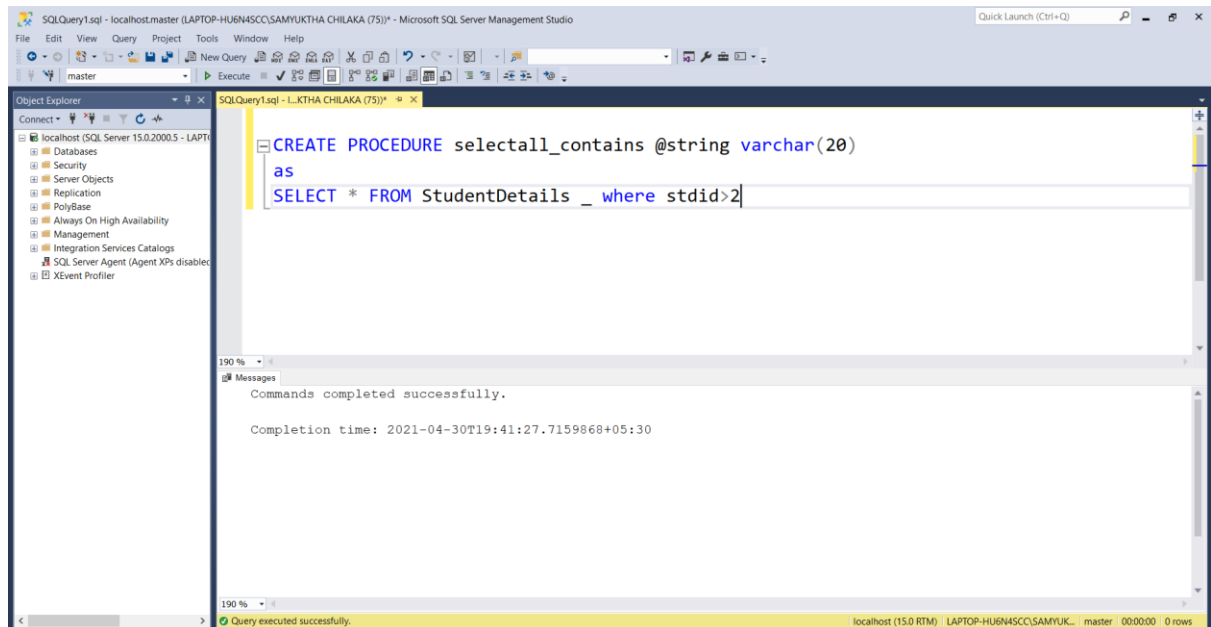 SQLQuery1.sql - localhost.master (LAPTOP-HU6N4SCC\SAMYUKTHA CHILAKA (75))* - Microsoft SQL Server Management Studio
Quick Launch (Ctrl+Q)
File Edit View Query Project Tools Window Help
New Query
master
Execute
Object Explorer
SQLQuery1.sql - l...KTHA CHILAKA (75))*
Connect
localhost (SQL Server 15.0.2000.5 - LAPT
Databases
Security
Server Objects
Replication
PolyBase
Always On High Availability
Management
Integration Services Catalogs
SQL Server Agent (Agent XPs disabled
XEvent Profiler
CREATE PROCEDURE selectall_contains @string varchar(20)
as
SELECT * FROM StudentDetails _ where stdid>2
190 %
Messages
Commands completed successfully.
Completion time: 2021-04-30T19:41:27.7159868+05:30
190 %
Query executed successfully.
localhost (15.0 RTM) LAPTOP-HU6N4SCC\SAMYUK... master 00:00:00 0 rows